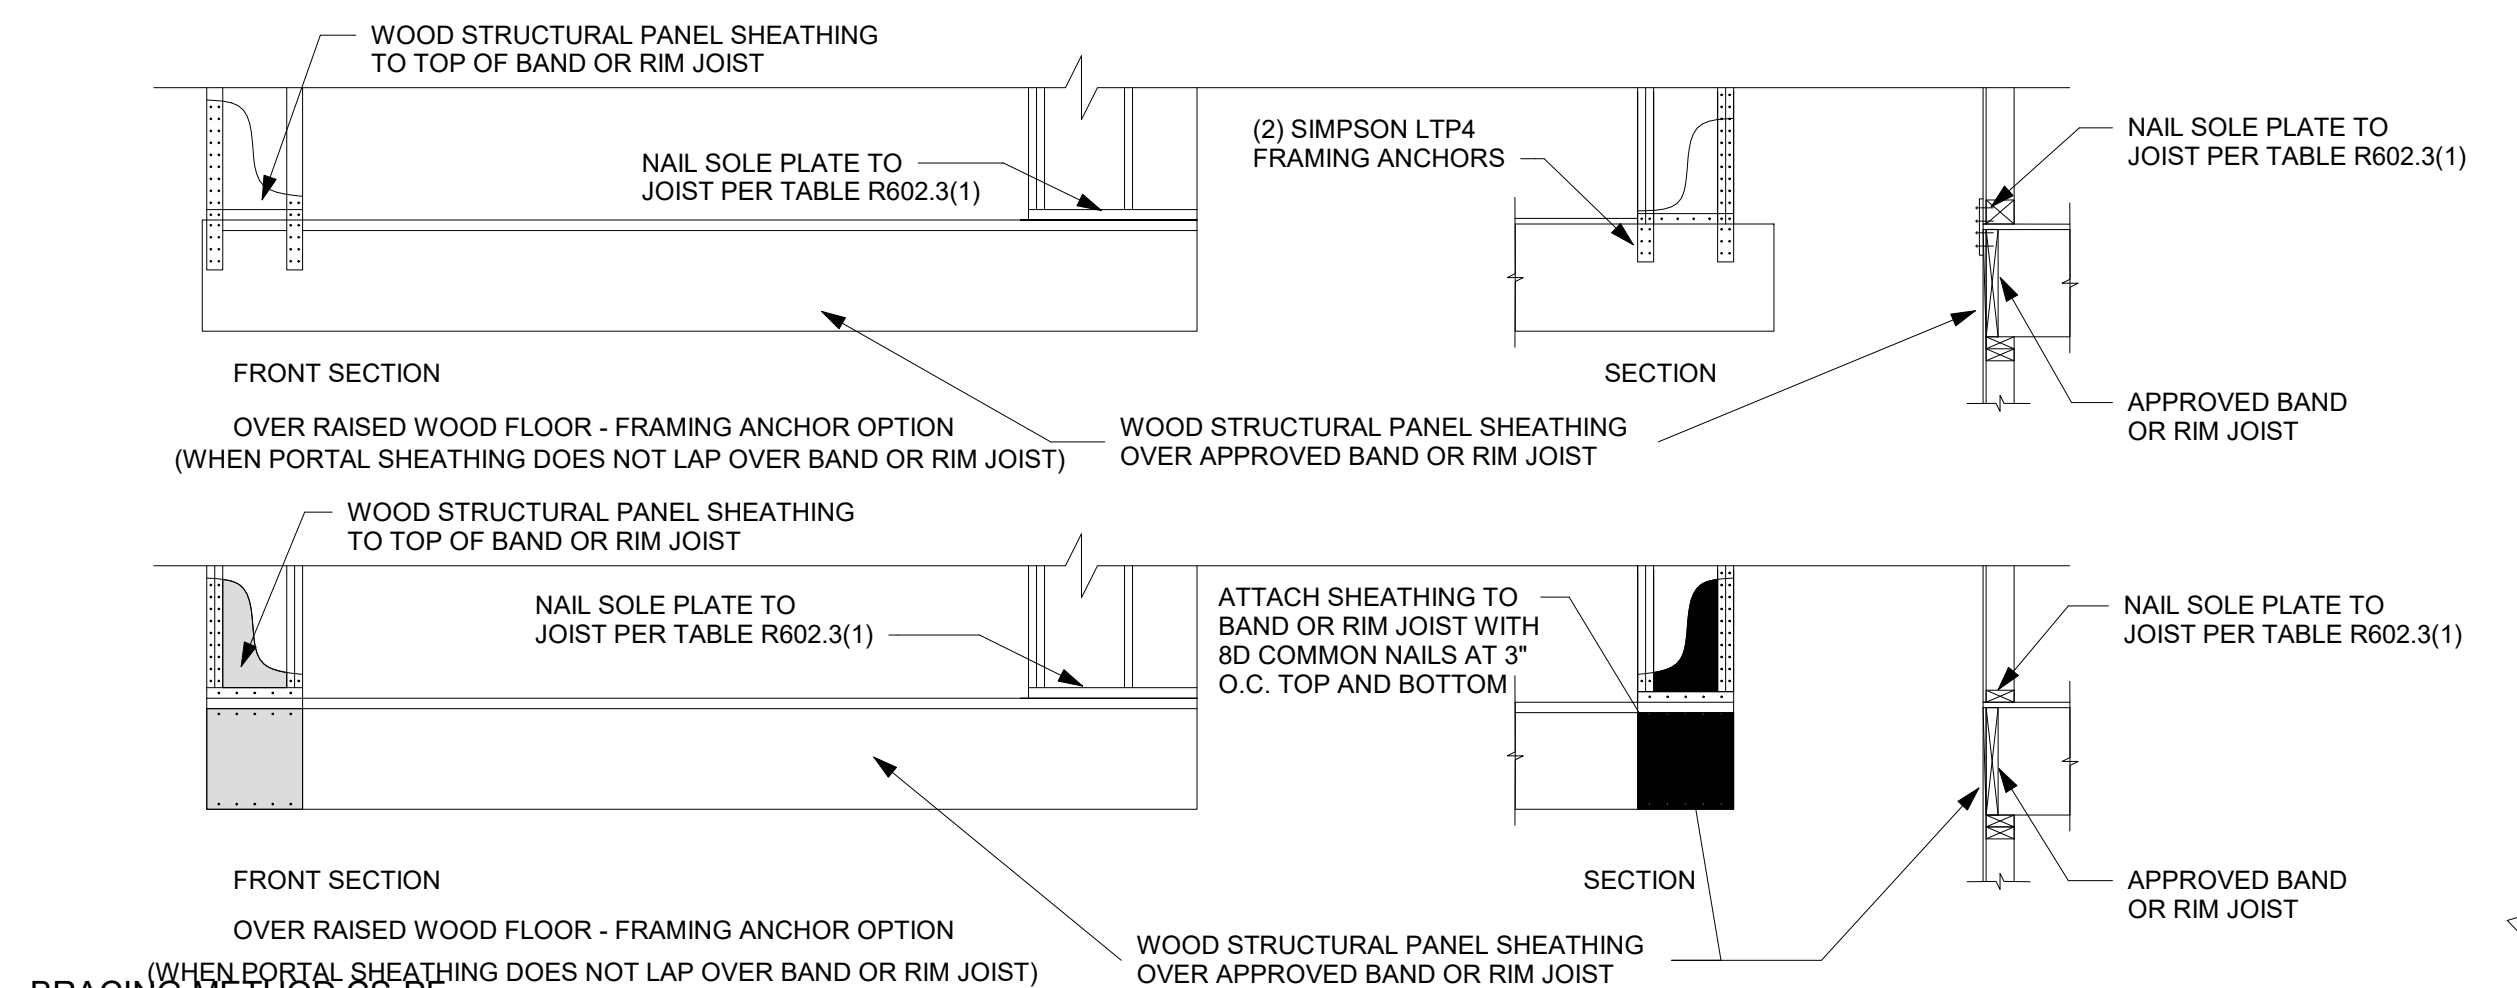 WOOD STRUCTURAL PANEL SHEATHING
TO TOP OF BAND OR RIM JOIST
NAIL SOLE PLATE TO
JOIST PER TABLE R602.3(1)
(2) SIMPSON LTP4
FRAMING ANCHORS
NAIL SOLE PLATE TO
JOIST PER TABLE R602.3(1)
FRONT SECTION
SECTION
OVER RAISED WOOD FLOOR - FRAMING ANCHOR OPTION
(WHEN PORTAL SHEATHING DOES NOT LAP OVER BAND OR RIM JOIST)
WOOD STRUCTURAL PANEL SHEATHING
OVER APPROVED BAND OR RIM JOIST
APPROVED BAND
OR RIM JOIST
WOOD STRUCTURAL PANEL SHEATHING
TO TOP OF BAND OR RIM JOIST
NAIL SOLE PLATE TO
JOIST PER TABLE R602.3(1)
ATTACH SHEATHING TO
BAND OR RIM JOIST WITH
8D COMMON NAILS AT 3"
O.C. TOP AND BOTTOM
NAIL SOLE PLATE TO
JOIST PER TABLE R602.3(1)
FRONT SECTION
SECTION
APPROVED BAND
OR RIM JOIST
OVER RAISED WOOD FLOOR - FRAMING ANCHOR OPTION
(WHEN PORTAL SHEATHING DOES NOT LAP OVER BAND OR RIM JOIST)
WOOD STRUCTURAL PANEL SHEATHING
OVER APPROVED BAND OR RIM JOIST
BRACING METHOD CS-PF